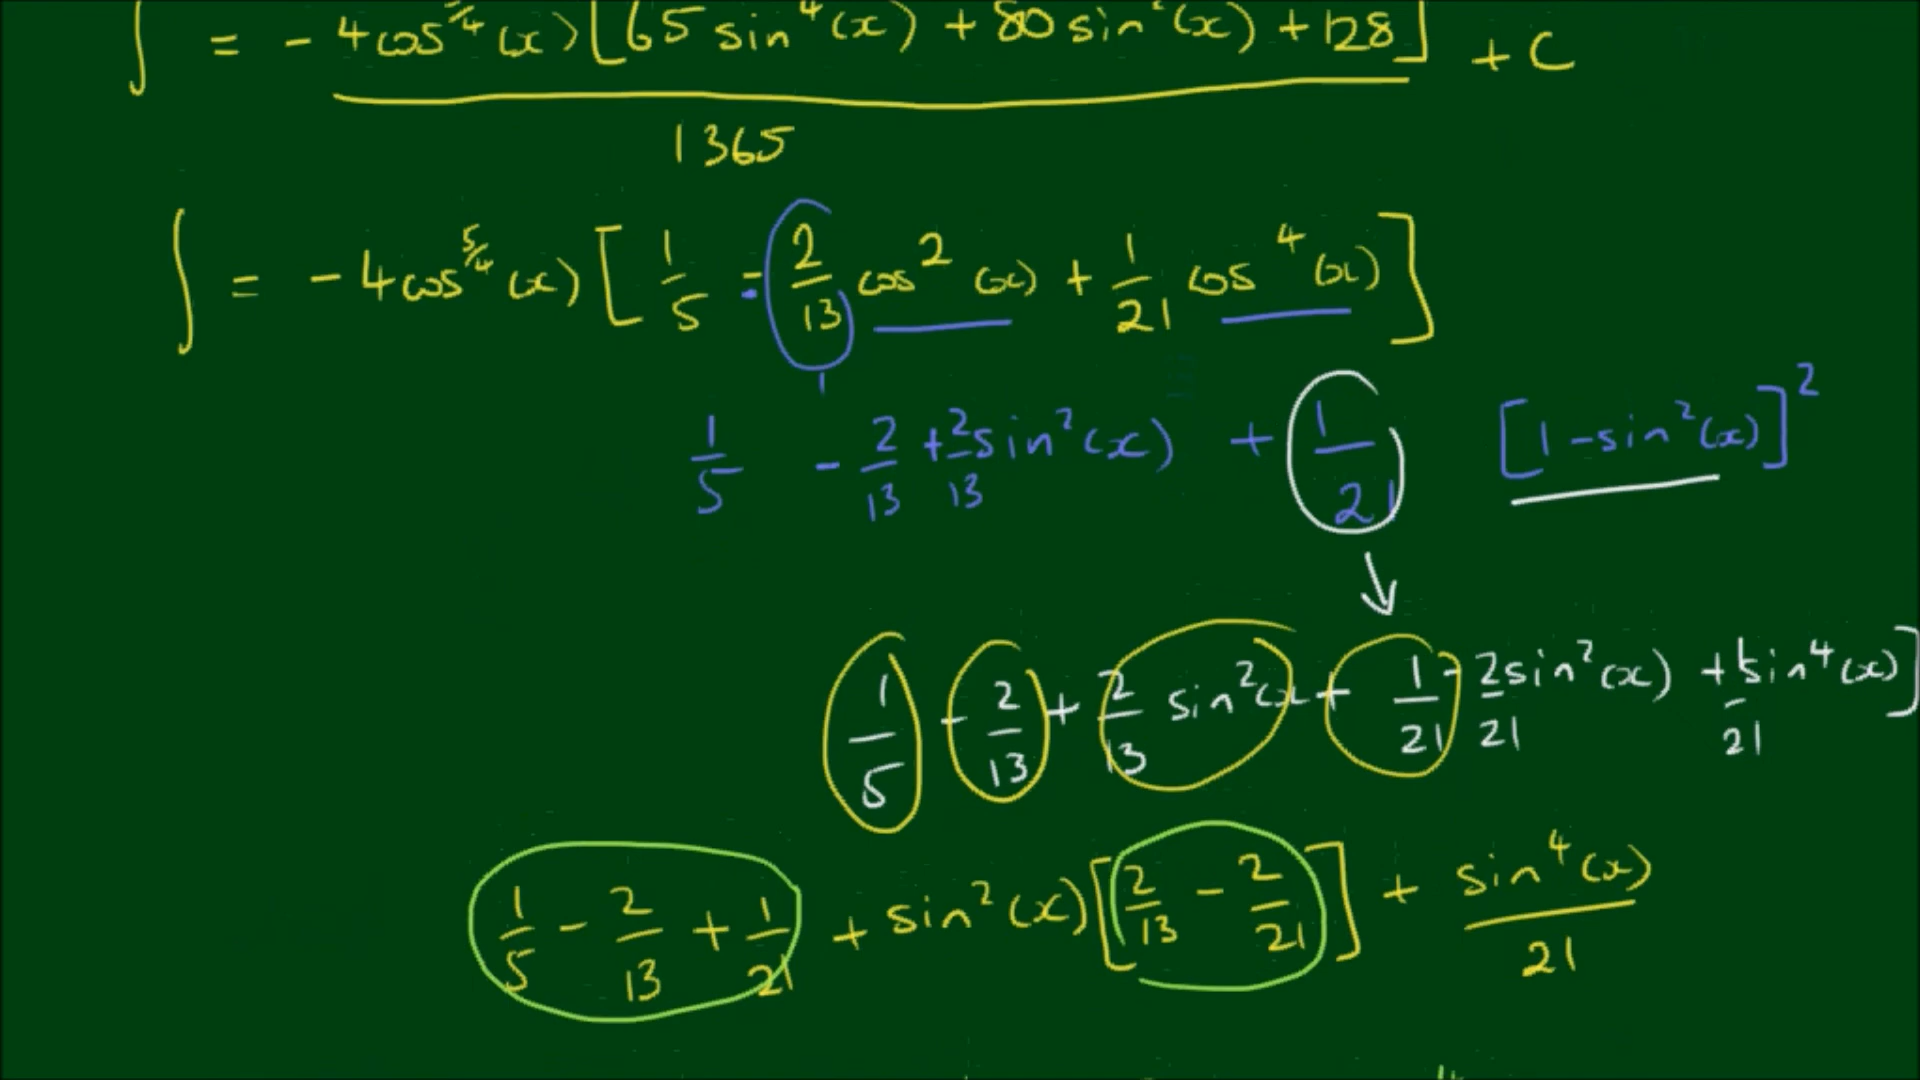 ∫ = - 4cos^5/4 (x) [65 sin^4 (x) + 80 sin^2 (x) + 128] + C
1365
∫ = - 4cos^5/4 (x) [1/5 - 2/13 cos^2 (x) + 1/21 cos^4 (x)]
1/5 - 2/13 + 2/13 sin^2 (x) + 1/21 [1 - sin^2 (x)]^2
1/5 - 2/13 + 2/13 sin^2 (x + 1/21 - 2/21 sin^2 (x) + 1/21 sin^4 (x)]
1/5 - 2/13 + 1/21 + sin^2 (x) [2/13 - 2/21] + sin^4 (x)/21